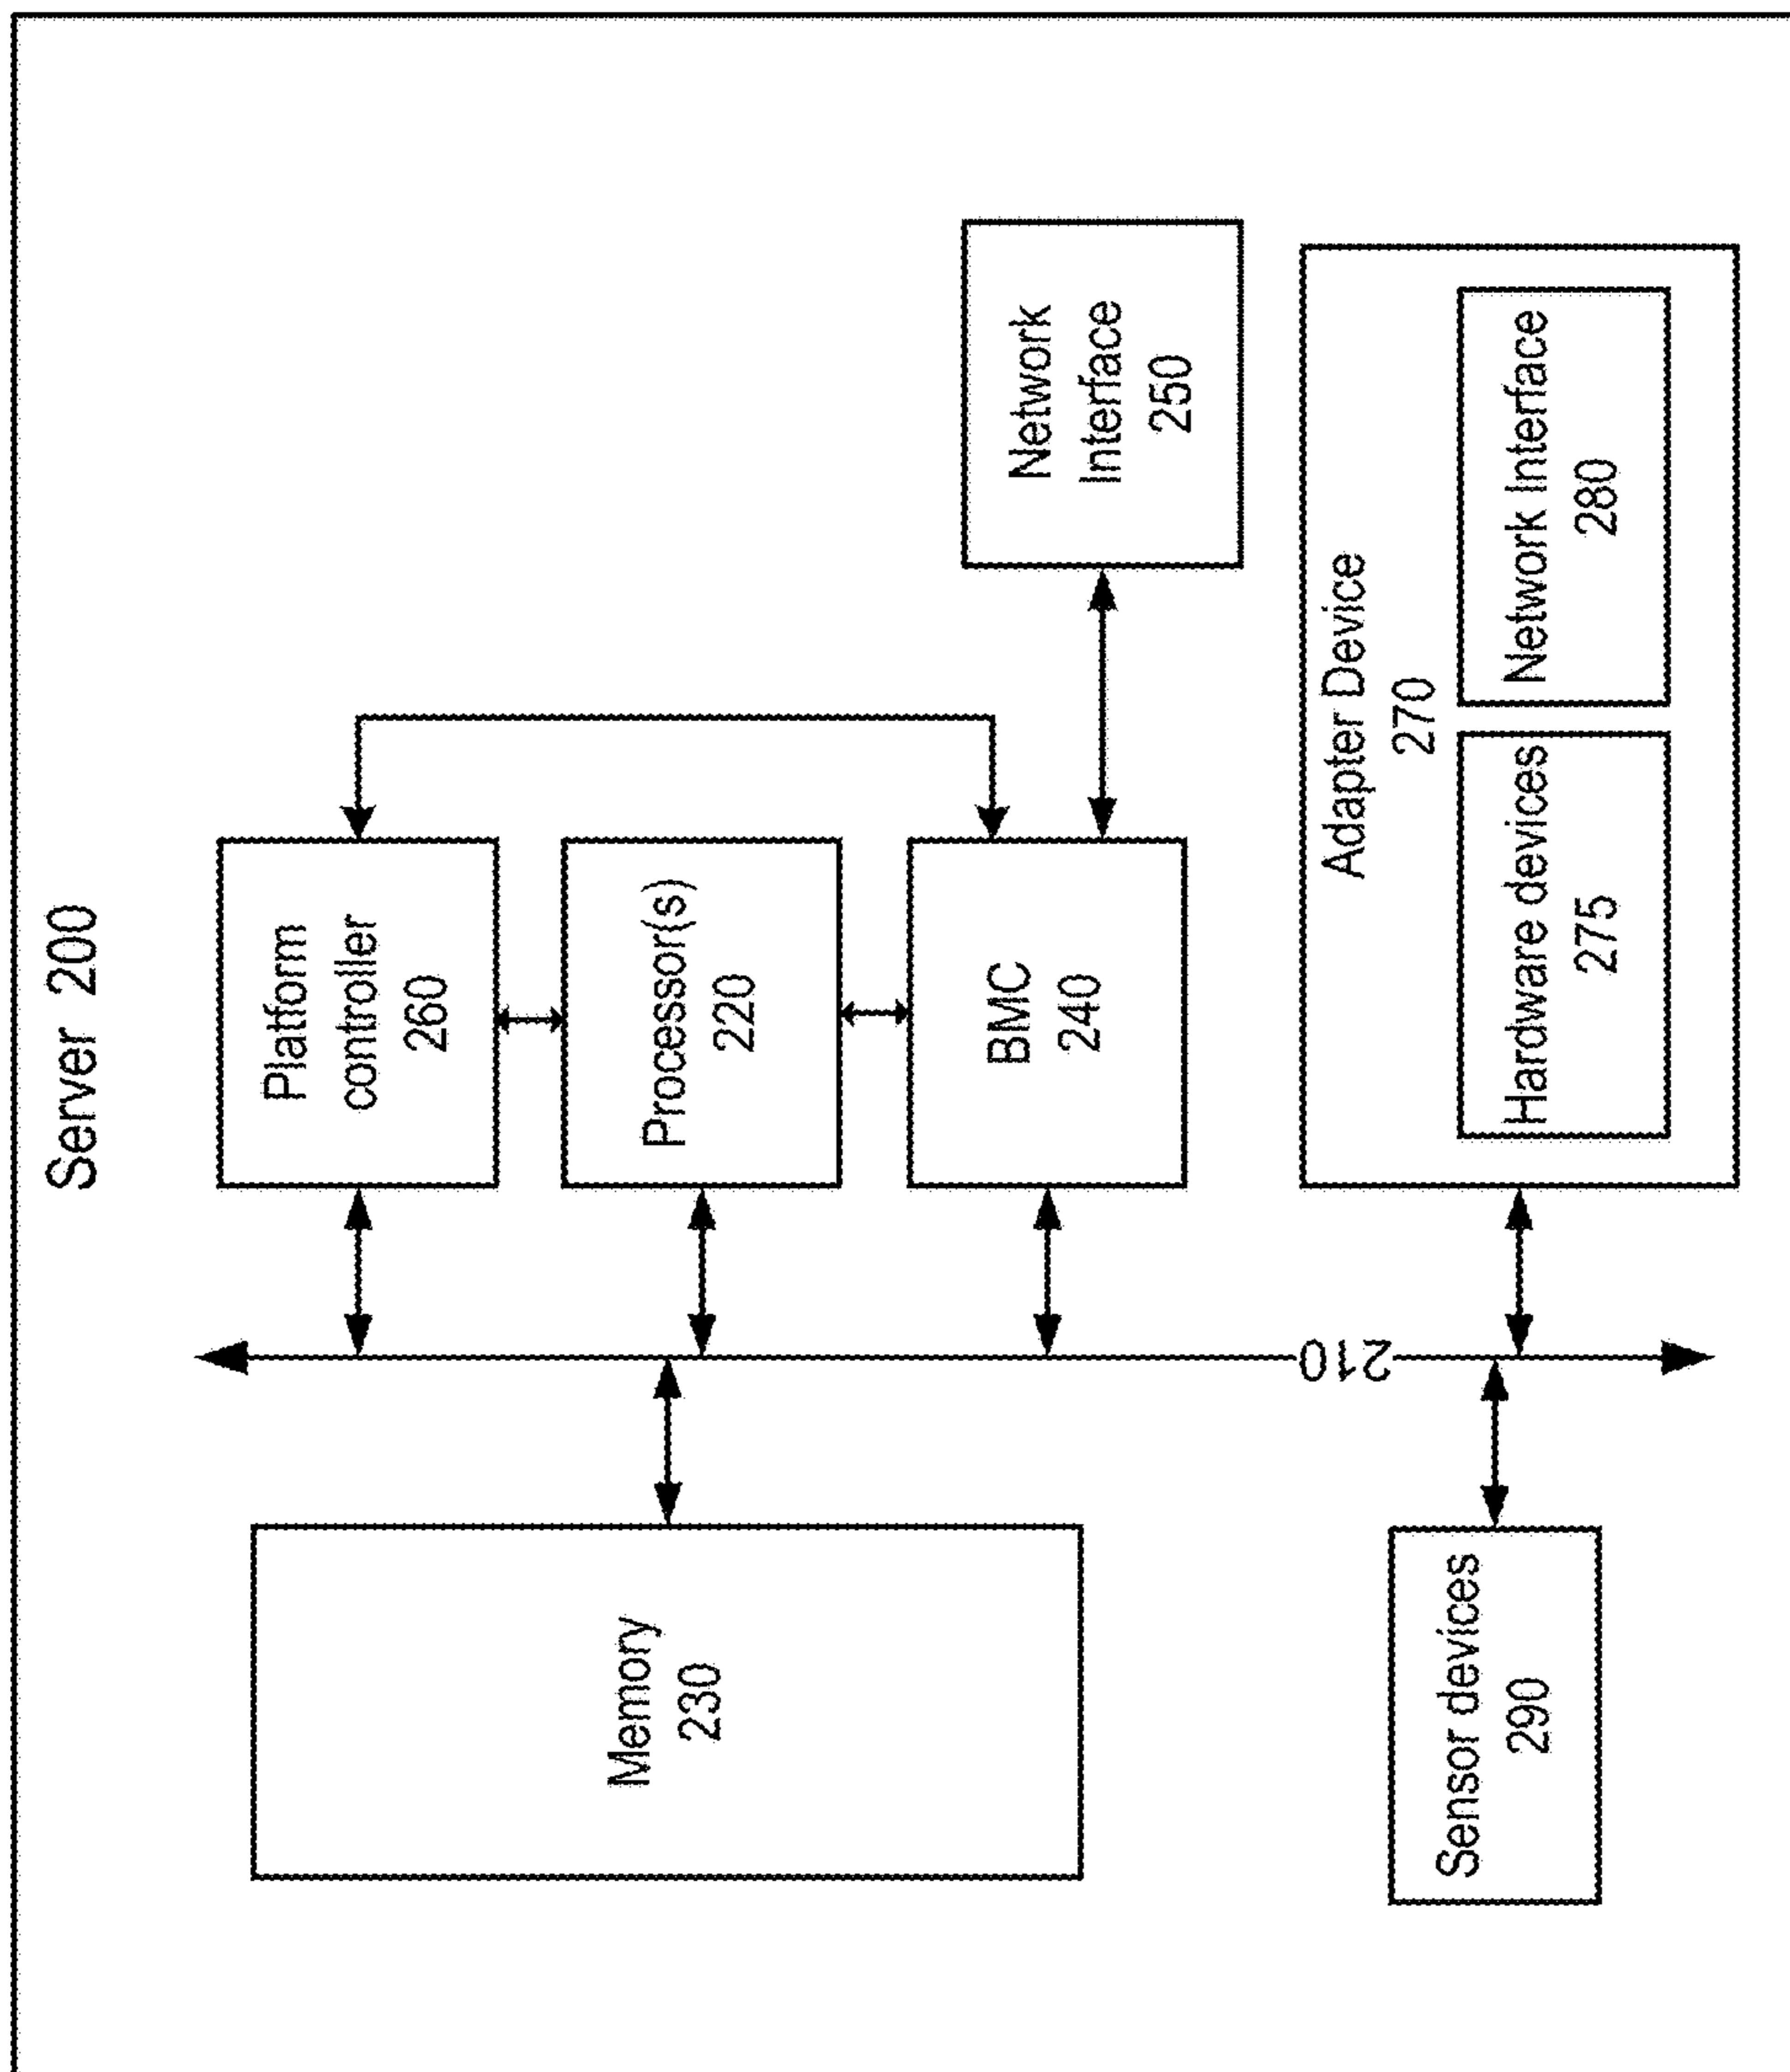 Server 200
Memory
230
Platform
controller
260
Processor(s)
220
BMC
240
Network
Interface
250
210
Sensor devices
290
Adapter Device
270
Hardware devices
275
Network Interface
280